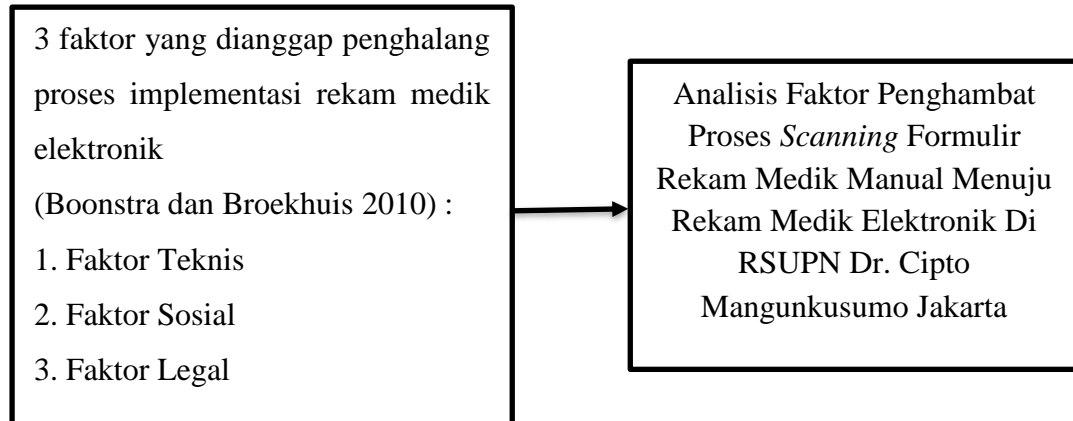 3 faktor yang dianggap penghalang
proses implementasi rekam medik
elektronik
(Boonstra dan Broekhuis 2010) :
1. Faktor Teknis
2. Faktor Sosial
3. Faktor Legal
Analisis Faktor Penghambat
Proses Scanning Formulir
Rekam Medik Manual Menuju
Rekam Medik Elektronik Di
RSUPN Dr. Cipto
Mangunkusumo Jakarta